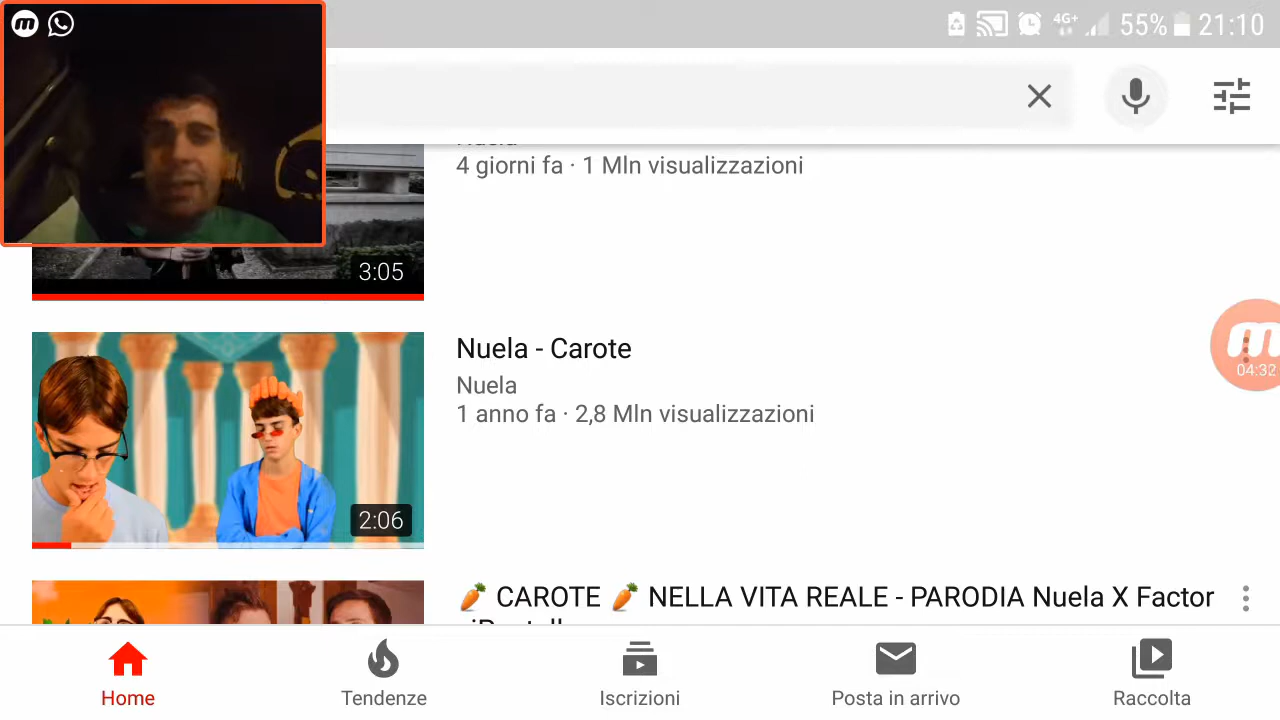 4G+ 55% 21:10
4 giorni fa · 1 Mln visualizzazioni
3:05
Nuela - Carote
Nuela
1 anno fa · 2,8 Mln visualizzazioni
04:32
2:06
🥕 CAROTE 🥕 NELLA VITA REALE - PARODIA Nuela X Factor
Home Tendenze Iscrizioni Posta in arrivo Raccolta